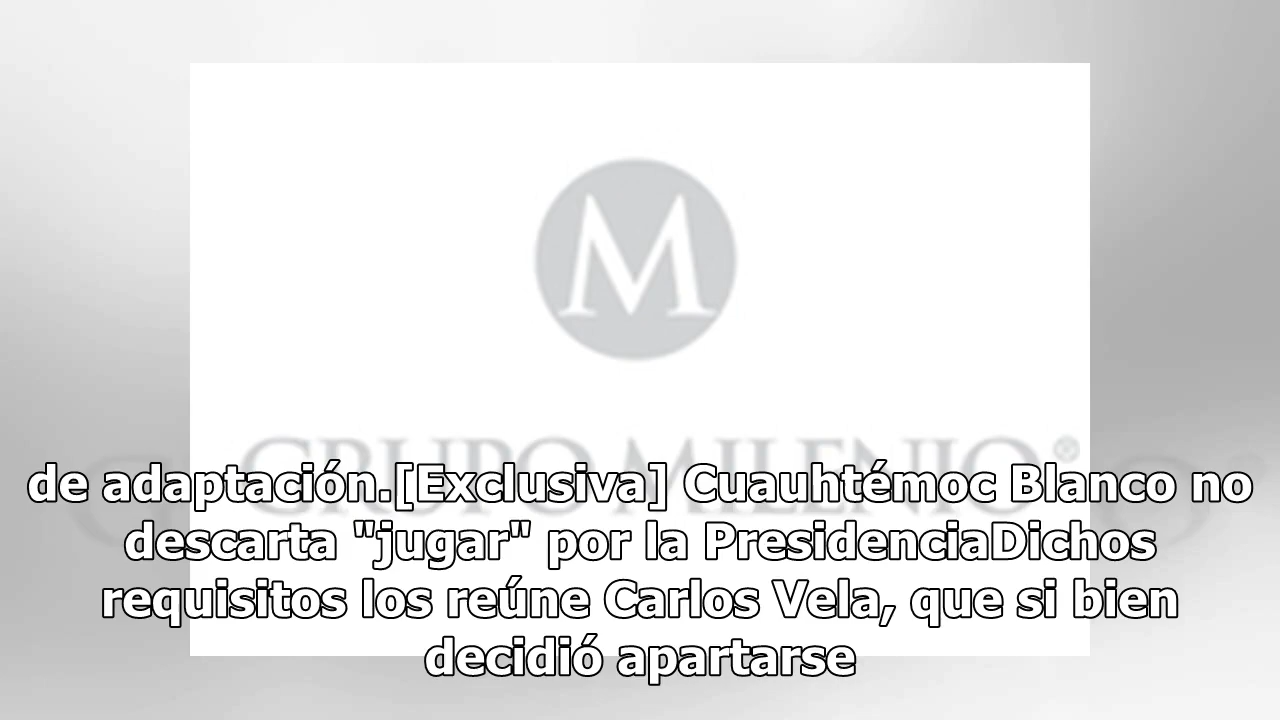 M
GRUPO MILENIO®
de adaptación.[Exclusiva] Cuauhtémoc Blanco no
descarta "jugar" por la PresidenciaDichos
requisitos los reúne Carlos Vela, que si bien
decidió apartarse